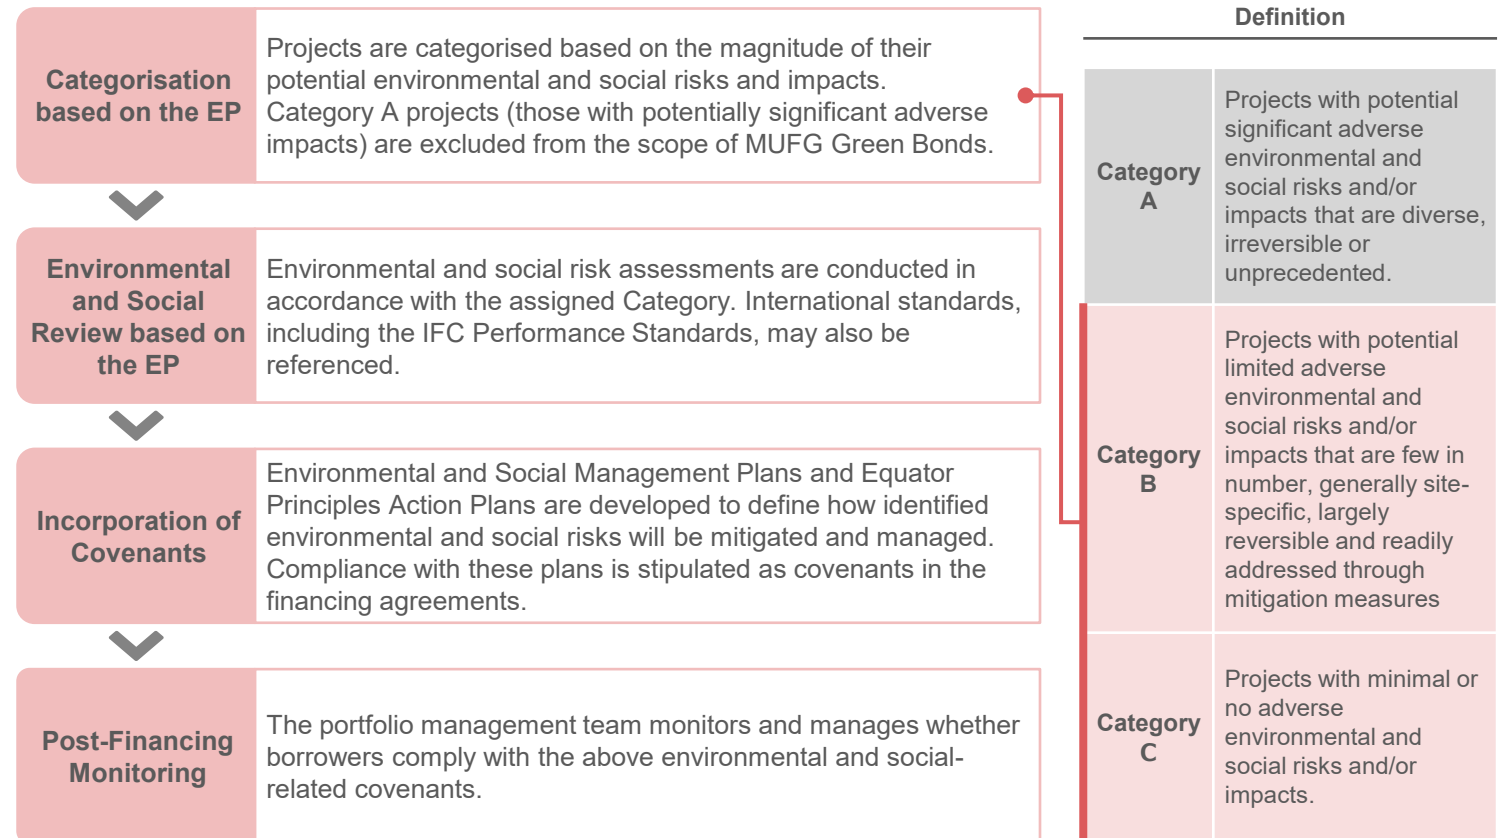 Categorisation
based on the EP
Projects are categorised based on the magnitude of their
potential environmental and social risks and impacts.
Category A projects (those with potentially significant adverse
impacts) are excluded from the scope of MUFG Green Bonds.
Environmental
and Social
Review based on
the EP
Environmental and social risk assessments are conducted in
accordance with the assigned Category. International standards,
including the IFC Performance Standards, may also be
referenced.
Incorporation of
Covenants
Environmental and Social Management Plans and Equator
Principles Action Plans are developed to define how identified
environmental and social risks will be mitigated and managed.
Compliance with these plans is stipulated as covenants in the
financing agreements.
Post-Financing
Monitoring
The portfolio management team monitors and manages whether
borrowers comply with the above environmental and social-
related covenants.
Definition
Category
A
Projects with potential
significant adverse
environmental and
social risks and/or
impacts that are diverse,
irreversible or
unprecedented.
Category
B
Projects with potential
limited adverse
environmental and
social risks and/or
impacts that are few in
number, generally site-
specific, largely
reversible and readily
addressed through
mitigation measures
Category
C
Projects with minimal or
no adverse
environmental and
social risks and/or
impacts.